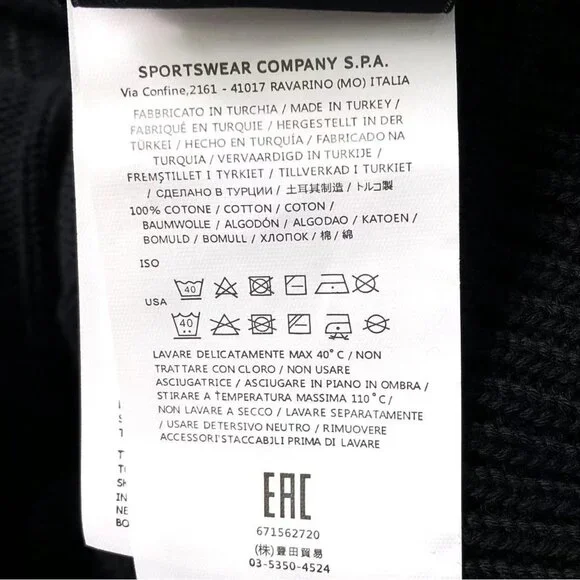 SPORTSWEAR COMPANY S.P.A.
Via Confine,2161 - 41017 RAVARINO (MO) ITALIA
FABBRICATO IN TURCHIA / MADE IN TURKEY /
FABRIQUÉ EN TURQUIE / HERGESTELLT IN DER
TÜRKEI / HECHO EN TURQUÍA / FABRICADO NA
TURQUIA / VERVAARDIGD IN TURKIJE /
FREMSTILLET I TYRKIET / TILLVERKAD I TURKIET
/ СДЕЛАНО В ТУРЦИИ / 土耳其制造 / トルコ製
100% COTONE / COTTON / COTON /
BAUMWOLLE / ALGODÓN / ALGODAO / KATOEN /
BOMULD / BOMULL / ХЛОПОК / 棉 / 綿
ISO
40
USA
40
LAVARE DELICATAMENTE MAX 40°C / NON
TRATTARE CON CLORO / NON USARE
ASCIUGATRICE / ASCIUGARE IN PIANO IN OMBRA /
STIRARE A TEMPERATURA MASSIMA 110°C /
NON LAVARE A SECCO / LAVARE SEPARATAMENTE
/ USARE DETERSIVO NEUTRO / RIMUOVERE
ACCESSORI STACCABILI PRIMA DI LAVARE
EAC
671562720
(株)豊田貿易
03-5350-4524